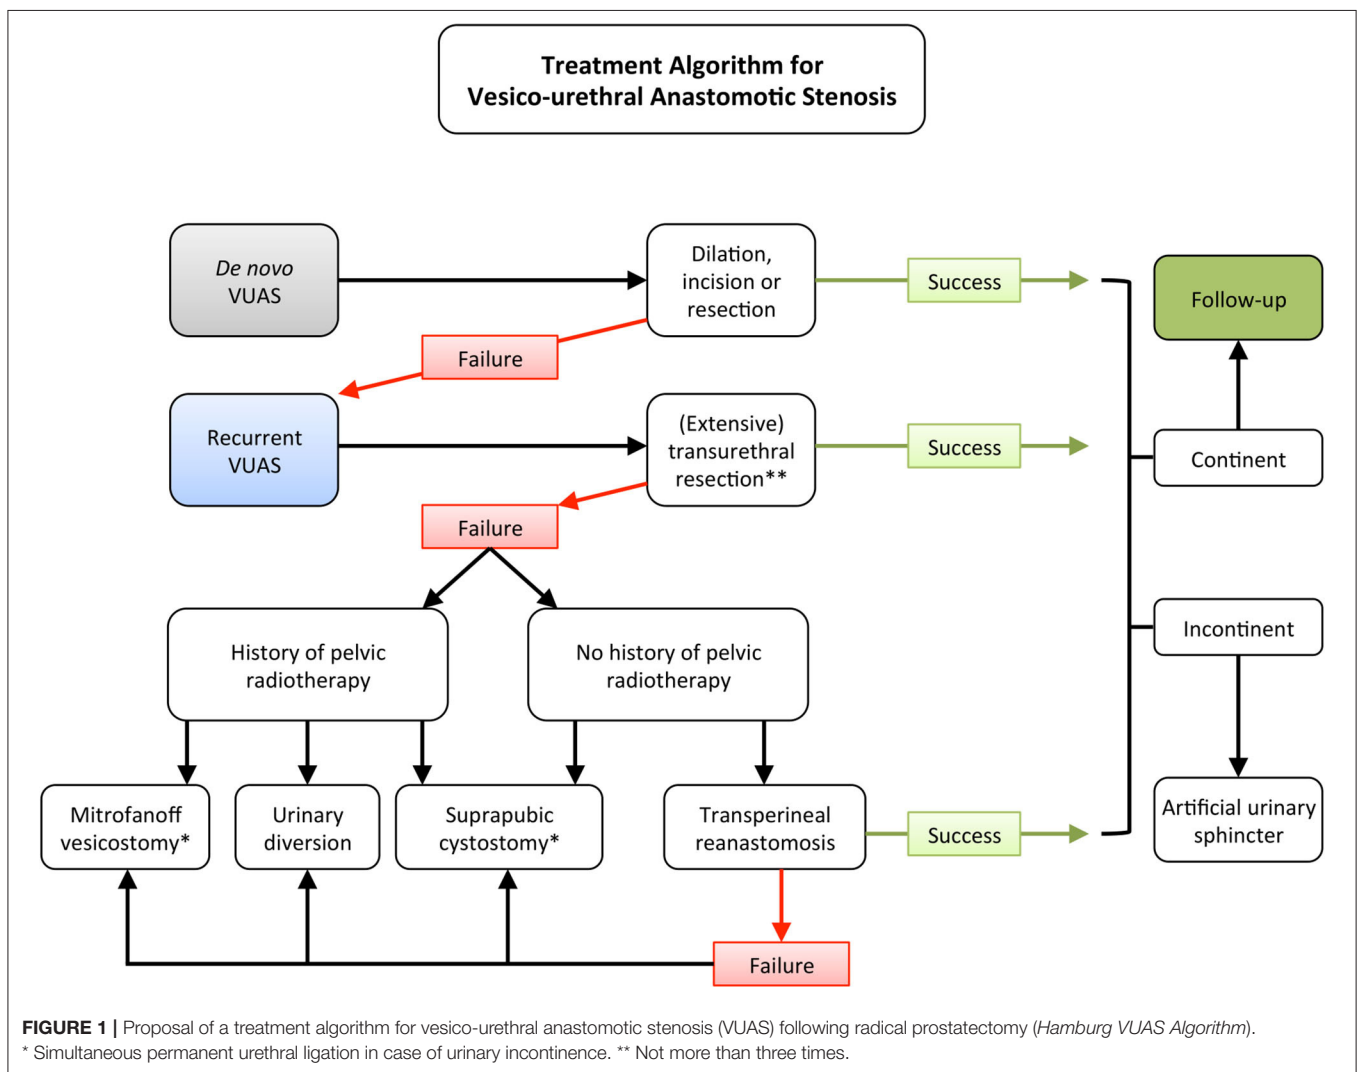 Treatment Algorithm for
Vesico-urethral Anastomotic Stenosis
De novo
VUAS
Dilation,
incision or
resection
Success
Follow-up
Failure
Recurrent
VUAS
(Extensive)
transurethral
resection**
Success
Continent
Failure
History of pelvic
radiotherapy
No history of pelvic
radiotherapy
Incontinent
Mitrofanoff
vesicostomy*
Urinary
diversion
Suprapubic
cystostomy*
Transperineal
reanastomosis
Success
Artificial urinary
sphincter
Failure
FIGURE 1 | Proposal of a treatment algorithm for vesico-urethral anastomotic stenosis (VUAS) following radical prostatectomy (Hamburg VUAS Algorithm).
* Simultaneous permanent urethral ligation in case of urinary incontinence. ** Not more than three times.